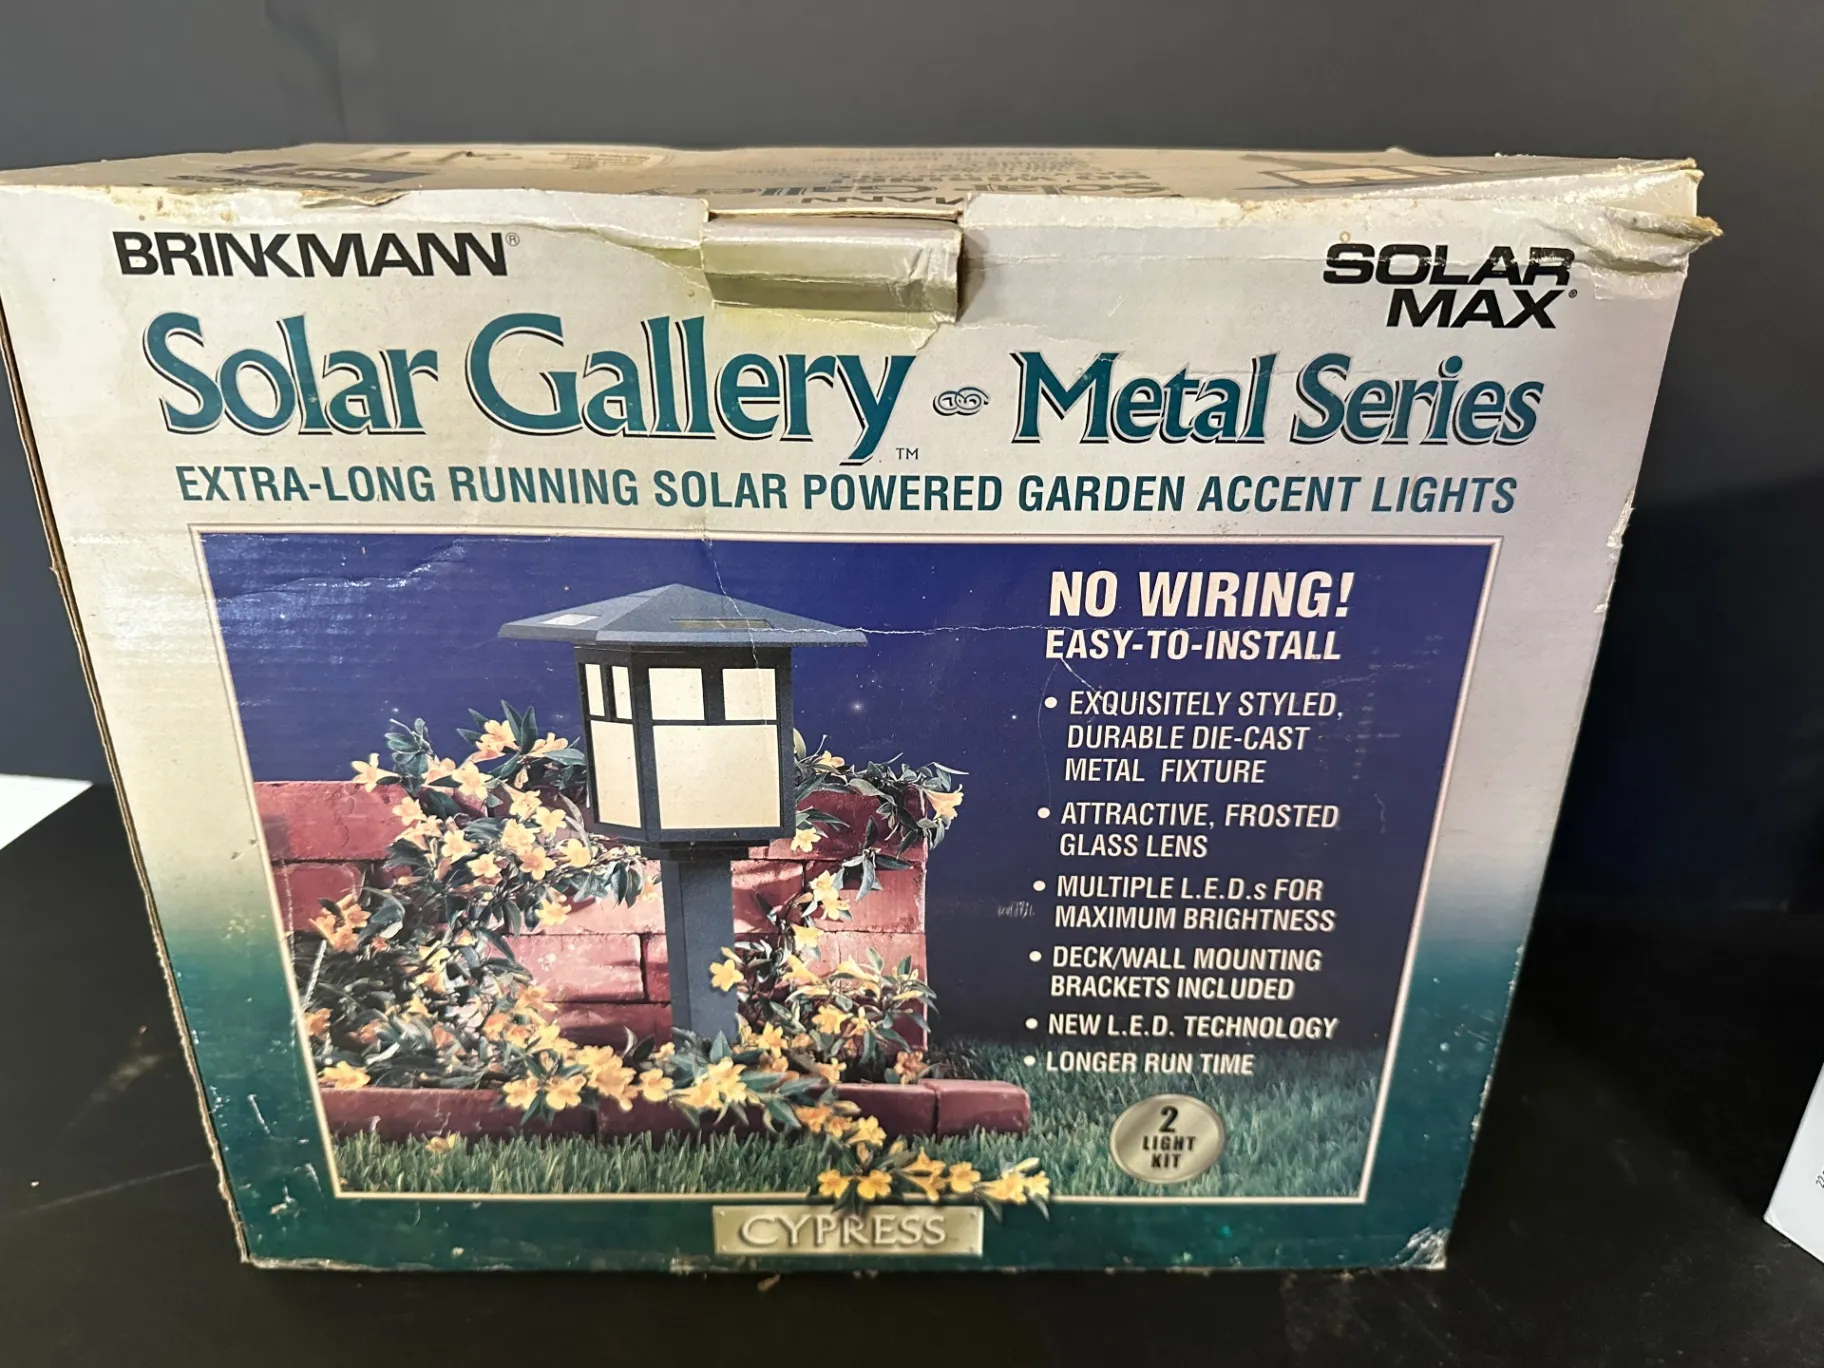 Solar Gallery
BRINKMANN®
SOLAR
MAX®
Solar Gallery™ Metal Series
EXTRA-LONG RUNNING SOLAR POWERED GARDEN ACCENT LIGHTS
NO WIRING!
EASY-TO-INSTALL
• EXQUISITELY STYLED,
DURABLE DIE-CAST
METAL FIXTURE
• ATTRACTIVE, FROSTED
GLASS LENS
• MULTIPLE L.E.D.s FOR
MAXIMUM BRIGHTNESS
• DECK/WALL MOUNTING
BRACKETS INCLUDED
• NEW L.E.D. TECHNOLOGY
• LONGER RUN TIME
2
LIGHT
KIT
CYPRESS